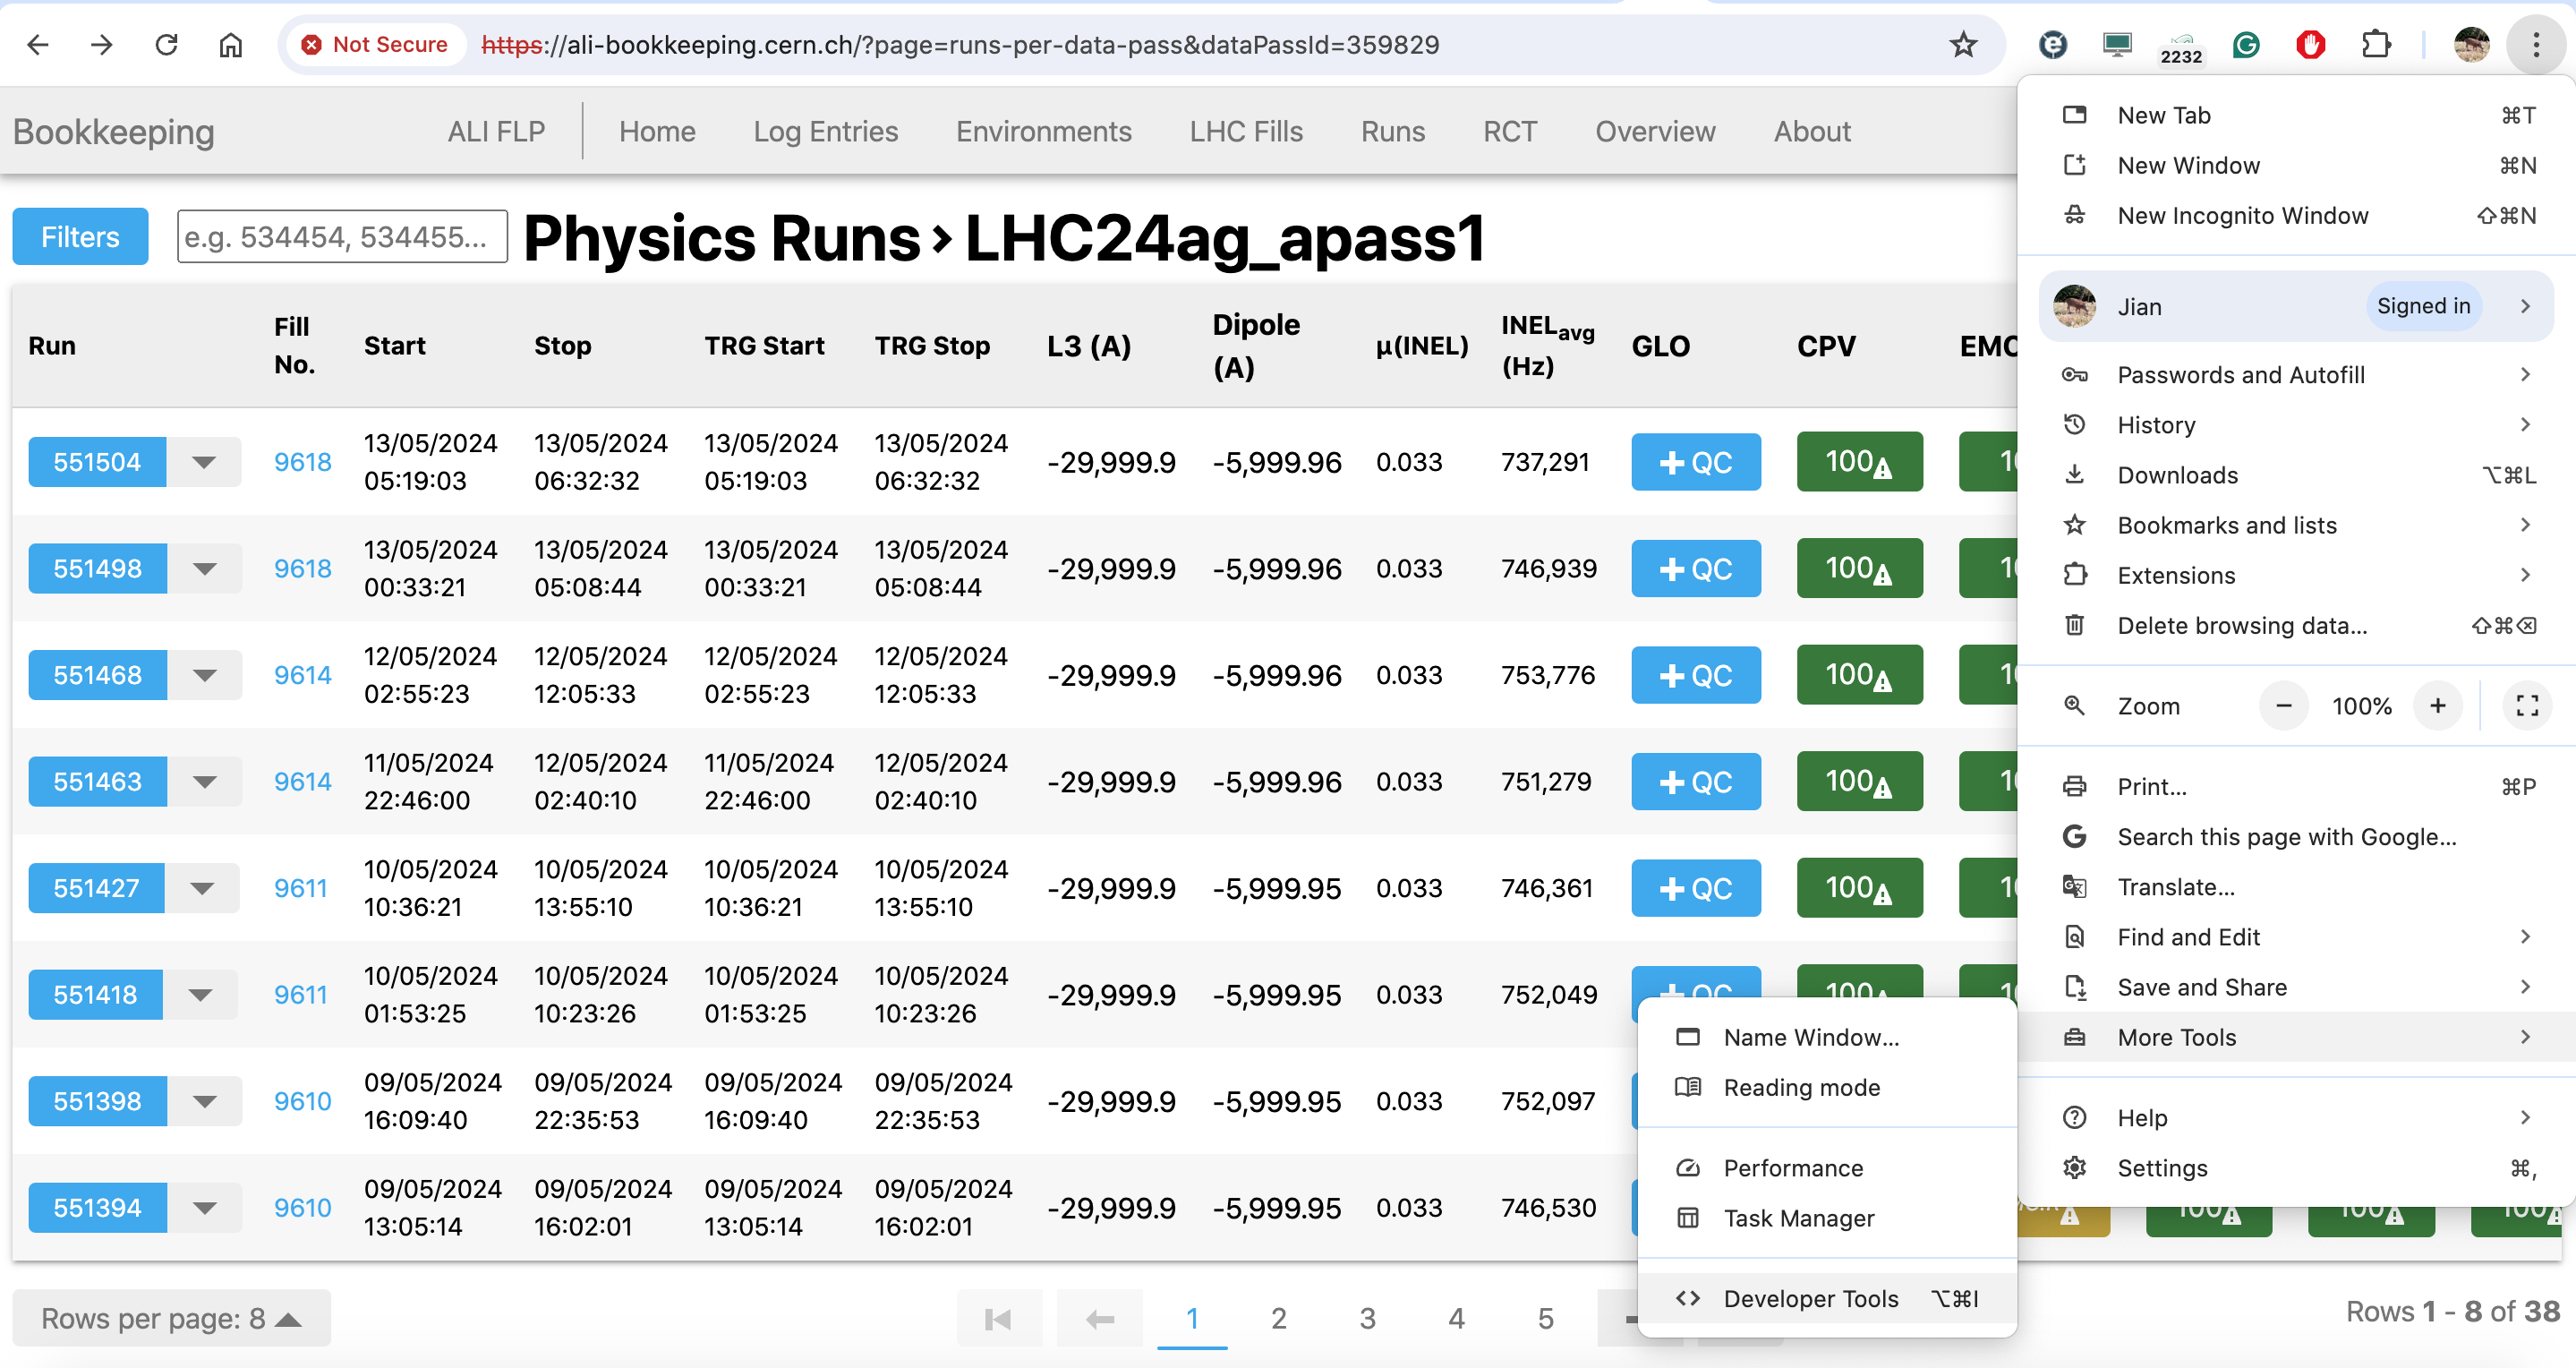 Not Secure https://ali-bookkeeping.cern.ch/?page=runs-per-data-pass&dataPassId=359829 2232
Bookkeeping ALI FLP Home Log Entries Environments LHC Fills Runs RCT Overview About
Filters e.g. 534454, 534455... Physics Runs › LHC24ag_apass1
Run Fill No. Start Stop TRG Start TRG Stop L3 (A) Dipole (A) μ(INEL) INELavg (Hz) GLO CPV
551504 9618 13/05/2024 05:19:03 13/05/2024 06:32:32 13/05/2024 05:19:03 13/05/2024 06:32:32 -29,999.9 -5,999.96 0.033 737,291 + QC 100
551498 9618 13/05/2024 00:33:21 13/05/2024 05:08:44 13/05/2024 00:33:21 13/05/2024 05:08:44 -29,999.9 -5,999.96 0.033 746,939 + QC 100
551468 9614 12/05/2024 02:55:23 12/05/2024 12:05:33 12/05/2024 02:55:23 12/05/2024 12:05:33 -29,999.9 -5,999.96 0.033 753,776 + QC 100
551463 9614 11/05/2024 22:46:00 12/05/2024 02:40:10 11/05/2024 22:46:00 12/05/2024 02:40:10 -29,999.9 -5,999.96 0.033 751,279 + QC 100
551427 9611 10/05/2024 10:36:21 10/05/2024 13:55:10 10/05/2024 10:36:21 10/05/2024 13:55:10 -29,999.9 -5,999.95 0.033 746,361 + QC 100
551418 9611 10/05/2024 01:53:25 10/05/2024 10:23:26 10/05/2024 01:53:25 10/05/2024 10:23:26 -29,999.9 -5,999.95 0.033 752,049 + QC 100
551398 9610 09/05/2024 16:09:40 09/05/2024 22:35:53 09/05/2024 16:09:40 09/05/2024 22:35:53 -29,999.9 -5,999.95 0.033 752,097
551394 9610 09/05/2024 13:05:14 09/05/2024 16:02:01 09/05/2024 13:05:14 09/05/2024 16:02:01 -29,999.9 -5,999.95 0.033 746,530 100 100 100
Rows per page: 8 1 2 3 4 5 Rows 1 - 8 of 38
New Tab ⌘T
New Window ⌘N
New Incognito Window ⇧⌘N
Jian Signed in
Passwords and Autofill
History
Downloads ⌥⌘L
Bookmarks and lists
Extensions
Delete browsing data... ⇧⌘⌫
Zoom − 100% +
Print... ⌘P
Search this page with Google...
Translate...
Find and Edit
Save and Share
More Tools
Help
Settings ⌘,
Name Window...
Reading mode
Performance
Task Manager
Developer Tools ⌥⌘I